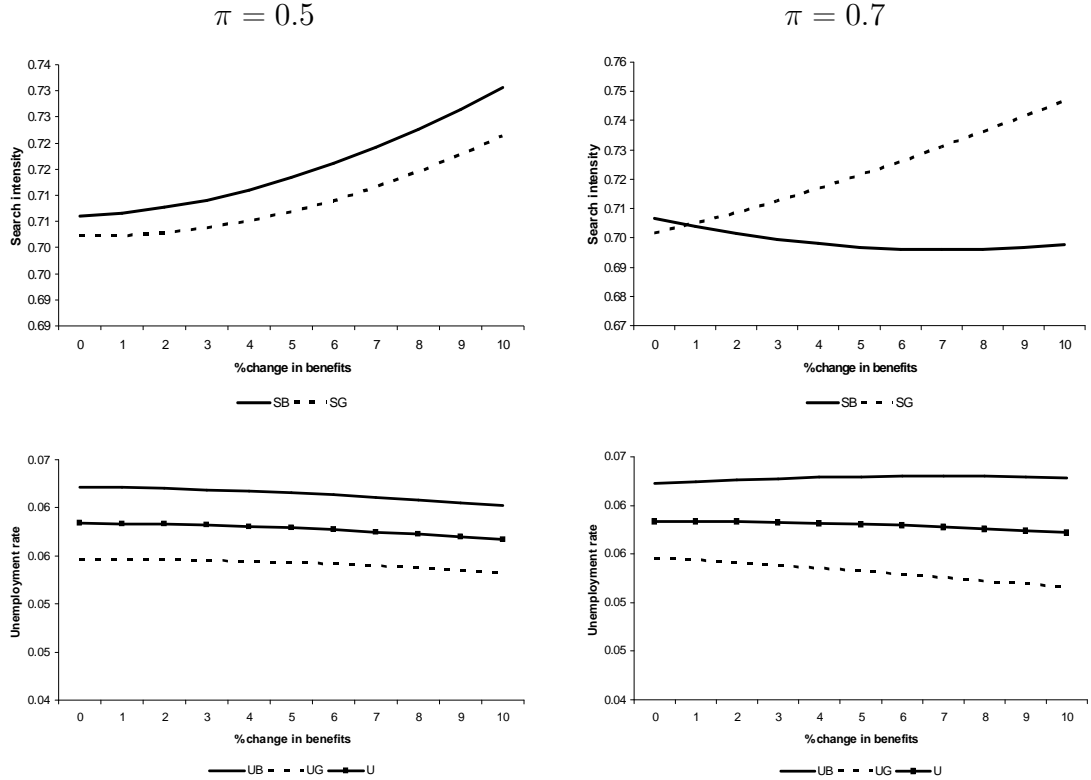 π = 0.5
π = 0.7
Search intensity
0.74
0.73
0.73
0.72
0.72
0.71
0.71
0.70
0.70
0.69
0.69
0 1 2 3 4 5 6 7 8 9 10
%change in benefits
SB SG
Search intensity
0.76
0.75
0.74
0.73
0.72
0.71
0.70
0.69
0.68
0.67
0 1 2 3 4 5 6 7 8 9 10
%change in benefits
SB SG
Unemployment rate
0.07
0.06
0.06
0.05
0.05
0.04
0 1 2 3 4 5 6 7 8 9 10
%change in benefits
UB UG U
Unemployment rate
0.07
0.06
0.06
0.05
0.05
0.04
0 1 2 3 4 5 6 7 8 9 10
%change in benefits
UB UG U